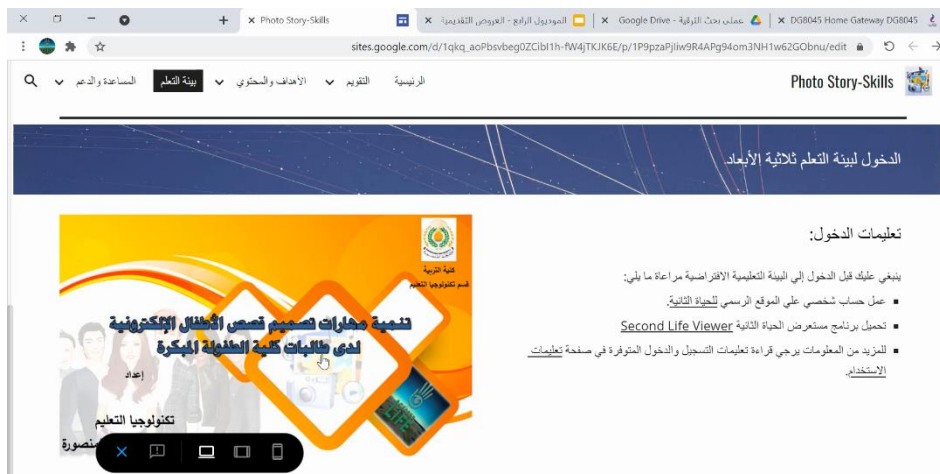 Photo Story-Skills
الموديول الرابع - العروض التقديمية
عملى بحث الترقية - Google Drive
DG8045 Home Gateway DG8045
sites.google.com/d/1qkq_aoPbsvbeg0ZCibI1h-fW4jTKJK6E/p/1P9pzaPjliw9R4APg94om3NH1w62GObnu/edit
Photo Story-Skills
الرئيسية
التقويم
الأهداف والمحتوي
بيئة التعلم
المساعدة والدعم
الدخول لبيئة التعلم ثلاثية الأبعاد
تعليمات الدخول:
ينبغي عليك قبل الدخول إلي البيئة التعليمية الافتراضية مراعاة ما يلي:
عمل حساب شخصي علي الموقع الرسمي للحياة الثانية.
تحميل برنامج مستعرض الحياة الثانية Second Life Viewer
للمزيد من المعلومات يرجي قراءة تعليمات التسجيل والدخول المتوفرة في صفحة تعليمات
الاستخدام.
كلية التربية
قسم تكنولوجيا التعليم
تنمية مهارات تصميم قصص الأطفال الإلكترونية
لدى طالبات كلية الطفولة المبكرة
إعداد
تكنولوجيا التعليم
منصورة
LIFE